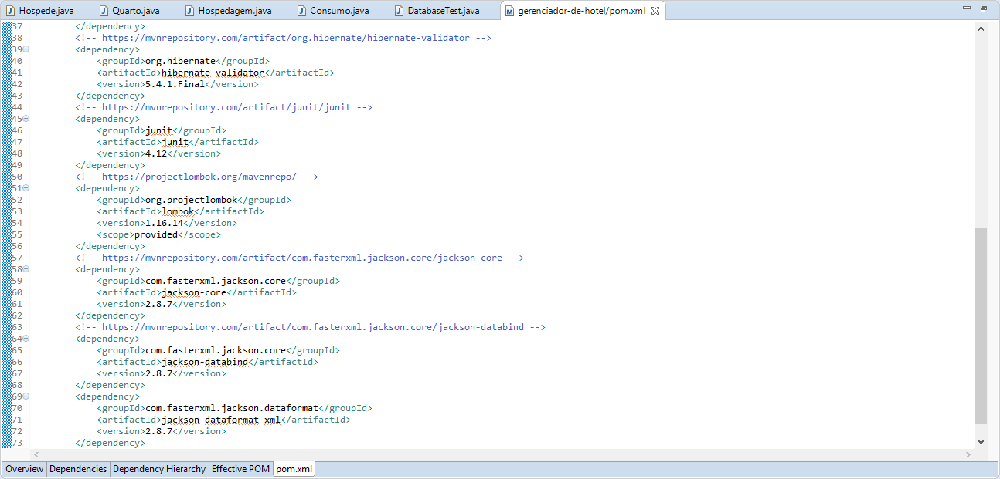 Hospede.java Quarto.java Hospedagem.java Consumo.java DatabaseTest.java gerenciador-de-hotel/pom.xml
37 </dependency>
38 <!-- https://mvnrepository.com/artifact/org.hibernate/hibernate-validator -->
39 <dependency>
40 <groupId>org.hibernate</groupId>
41 <artifactId>hibernate-validator</artifactId>
42 <version>5.4.1.Final</version>
43 </dependency>
44 <!-- https://mvnrepository.com/artifact/junit/junit -->
45 <dependency>
46 <groupId>junit</groupId>
47 <artifactId>junit</artifactId>
48 <version>4.12</version>
49 </dependency>
50 <!-- https://projectlombok.org/mavenrepo/ -->
51 <dependency>
52 <groupId>org.projectlombok</groupId>
53 <artifactId>lombok</artifactId>
54 <version>1.16.14</version>
55 <scope>provided</scope>
56 </dependency>
57 <!-- https://mvnrepository.com/artifact/com.fasterxml.jackson.core/jackson-core -->
58 <dependency>
59 <groupId>com.fasterxml.jackson.core</groupId>
60 <artifactId>jackson-core</artifactId>
61 <version>2.8.7</version>
62 </dependency>
63 <!-- https://mvnrepository.com/artifact/com.fasterxml.jackson.core/jackson-databind -->
64 <dependency>
65 <groupId>com.fasterxml.jackson.core</groupId>
66 <artifactId>jackson-databind</artifactId>
67 <version>2.8.7</version>
68 </dependency>
69 <dependency>
70 <groupId>com.fasterxml.jackson.dataformat</groupId>
71 <artifactId>jackson-dataformat-xml</artifactId>
72 <version>2.8.7</version>
73 </dependency>
Overview Dependencies Dependency Hierarchy Effective POM pom.xml